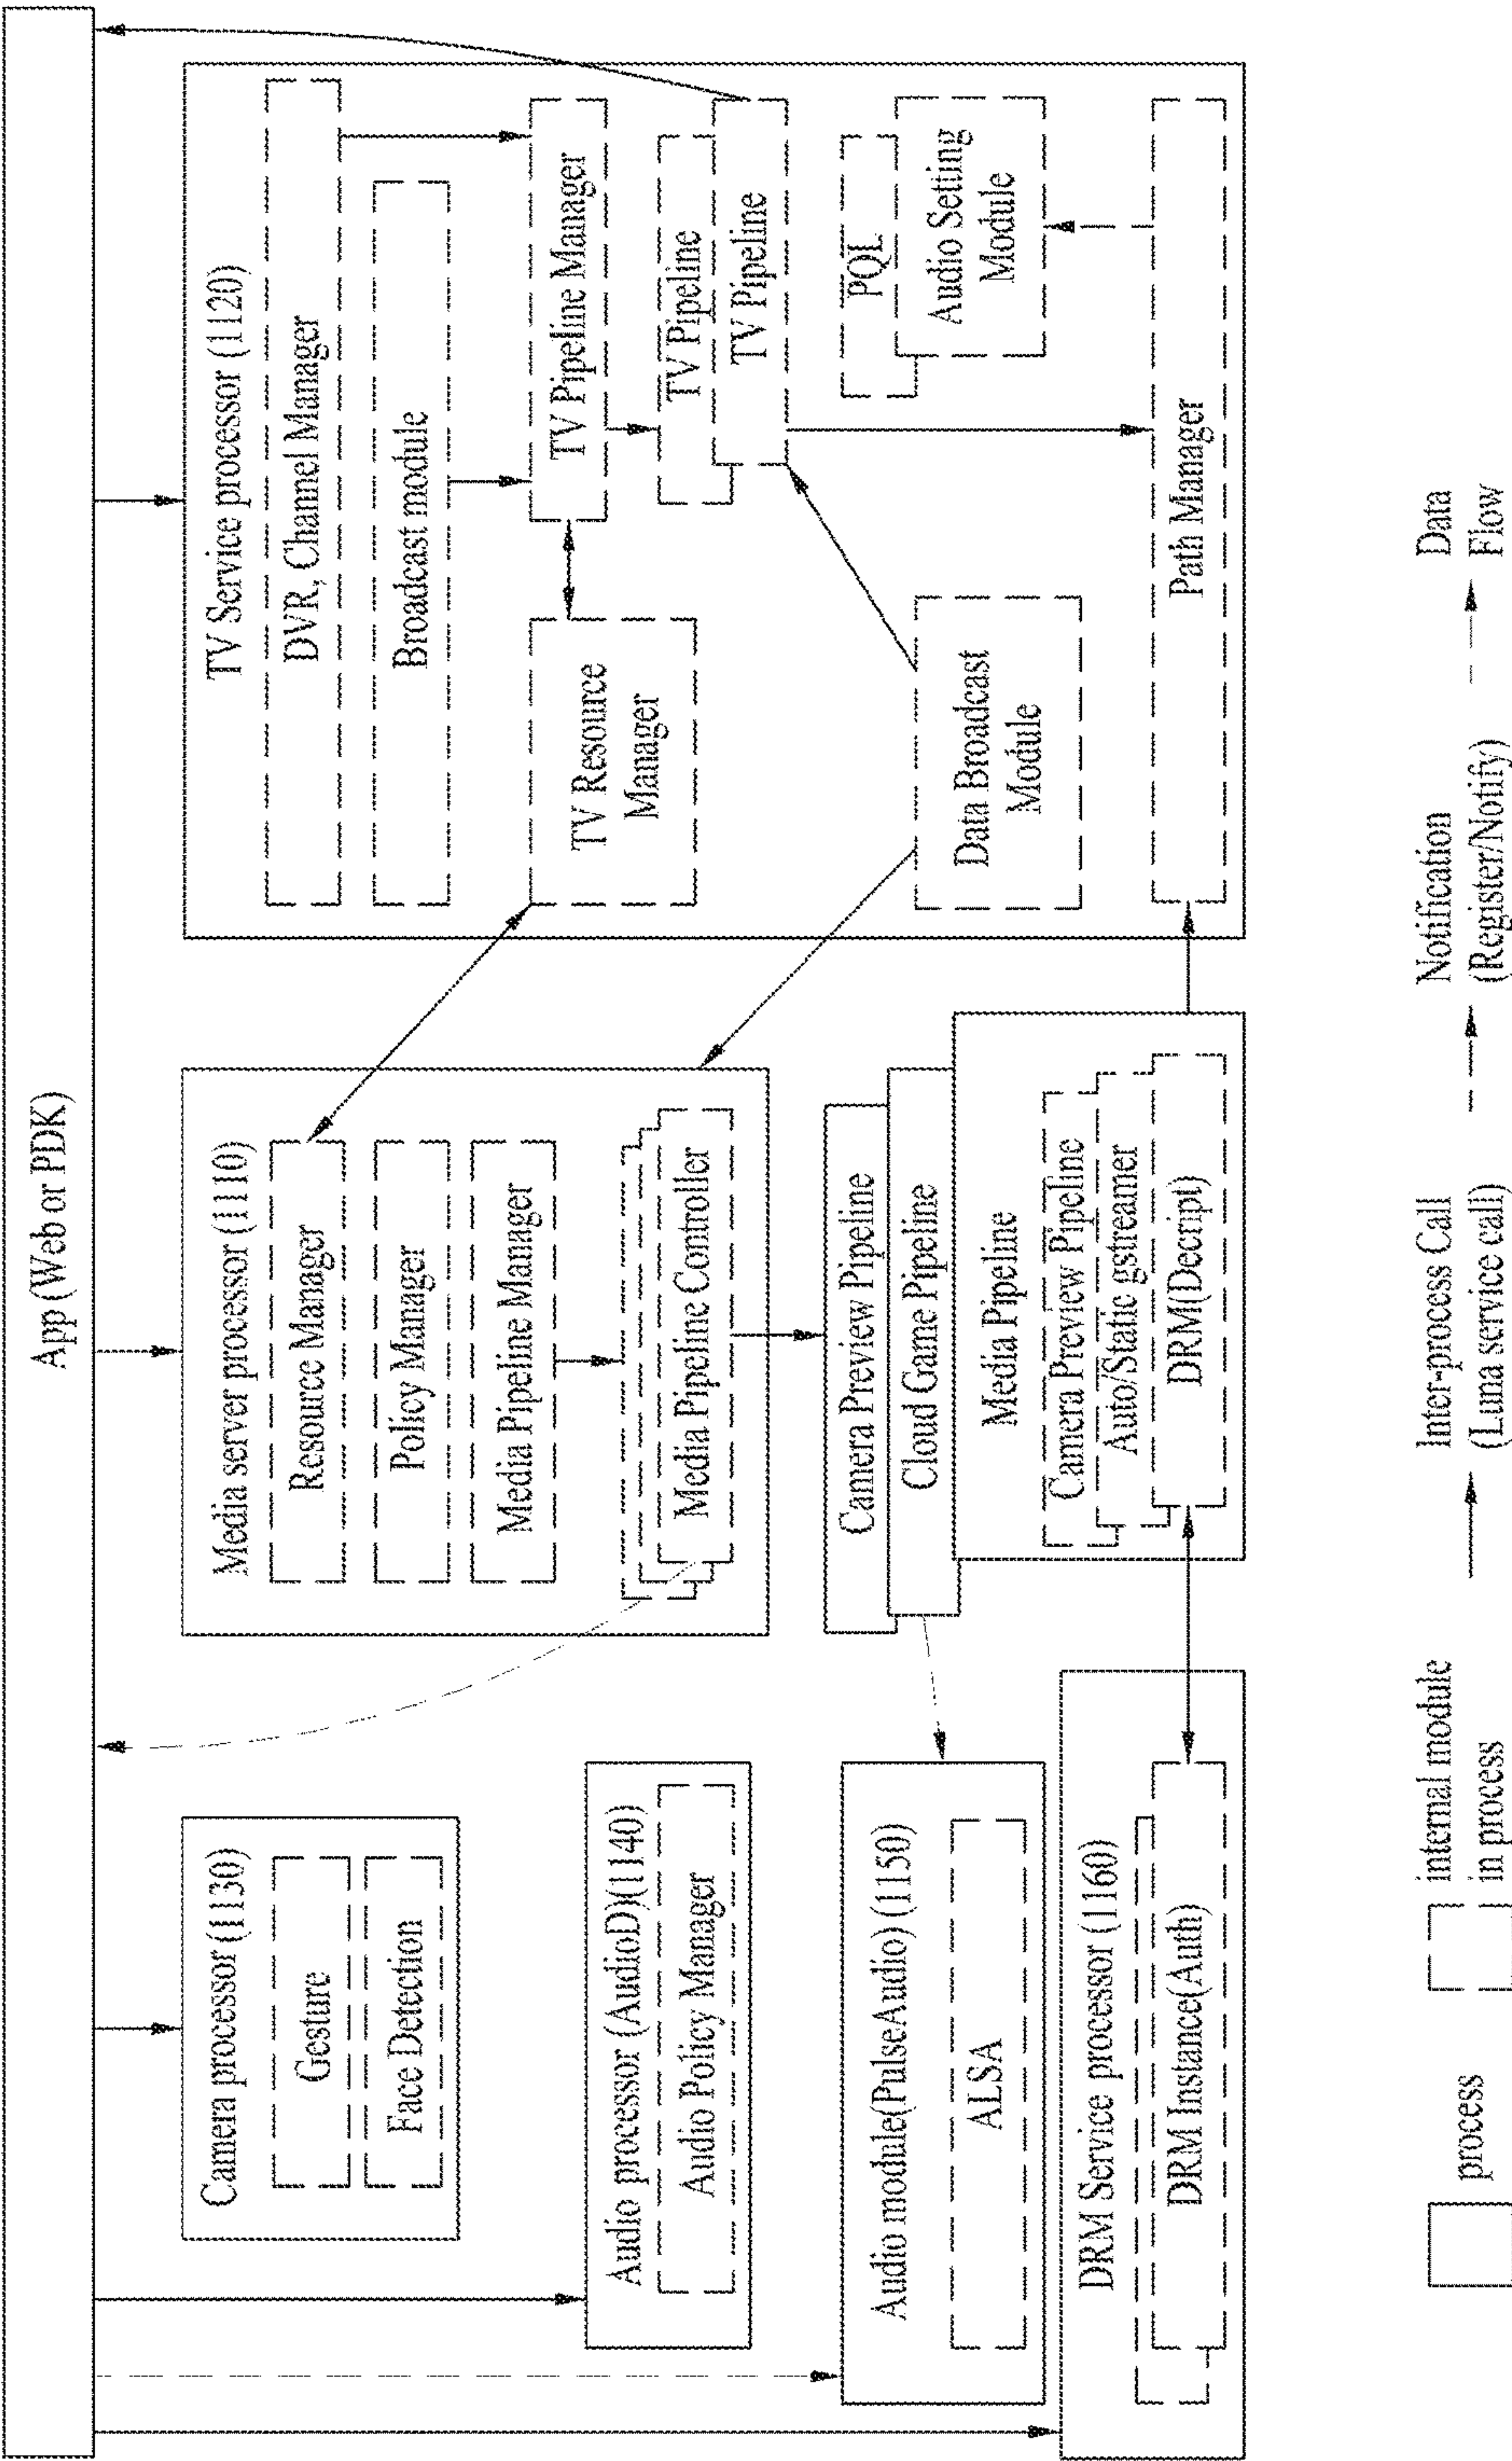 App (Web or PDK)
Camera processor (1130)
Gesture
Face Detection
Audio processor (AudioD)(1140)
Audio Policy Manager
Audio module(PulseAudio) (1150)
ALSA
DRM Service processor (1160)
DRM Instance(Auth)
Media server processor (1110)
Resource Manager
Policy Manager
Media Pipeline Manager
Media Pipeline Controller
Camera Preview Pipeline
Cloud Game Pipeline
Media Pipeline
Camera Preview Pipeline
Auto/Static gstreamer
DRM(Decript)
TV Service processor (1120)
DVR, Channel Manager
Broadcast module
TV Resource
Manager
TV Pipeline Manager
TV Pipeline
TV Pipeline
Data Broadcast
Module
PQL
Audio Setting
Module
Path Manager
process
internal module
in process
Inter-process Call
(Luna service call)
Notification
(Register/Notify)
Data
Flow